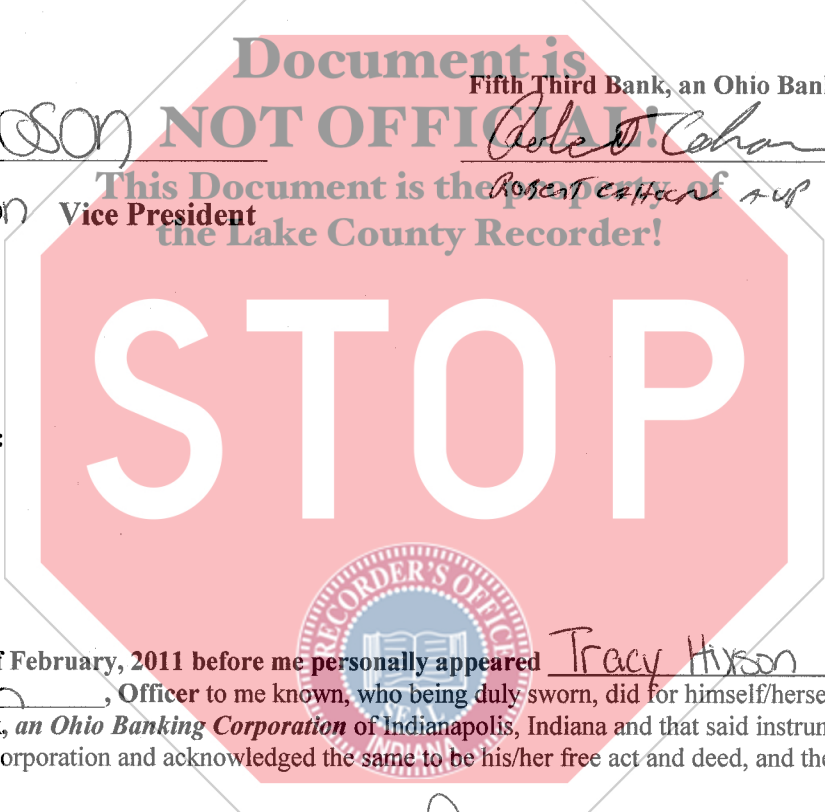 Document is
Fifth Third Bank, an Ohio Ban
NOT OFFICIAL!
This Document is the property of
Vice President
the Lake County Recorder!
STOP
RECORDER'S OFFICE
f February, 2011 before me personally appeared Tracy Hixson
, Officer to me known, who being duly sworn, did for himself/herse
, an Ohio Banking Corporation of Indianapolis, Indiana and that said instrun
SEAL
orporation and acknowledged the same to be his/her free act and deed, and the
INDIANA